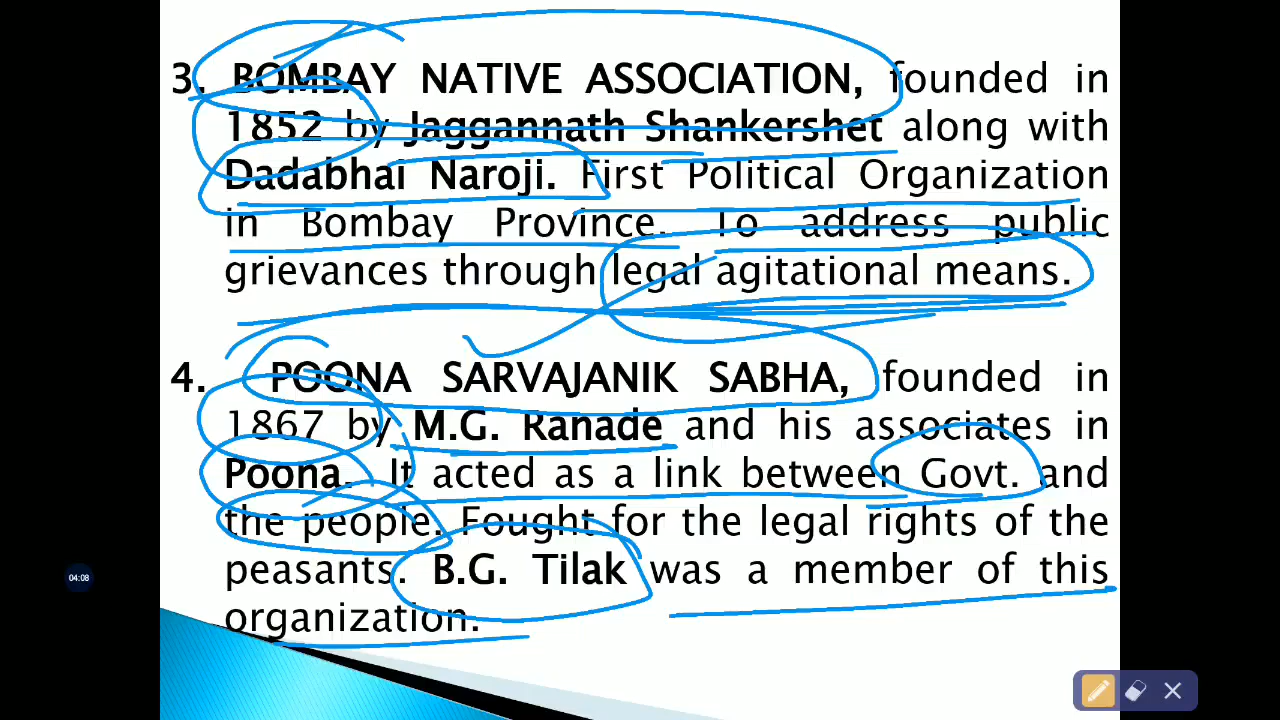 3. BOMBAY NATIVE ASSOCIATION, founded in
1852 by Jaggannath Shankershet along with
Dadabhai Naroji. First Political Organization
in Bombay Province. To address public
grievances through legal agitational means.
4. POONA SARVAJANIK SABHA, founded in
1867 by M.G. Ranade and his associates in
Poona. It acted as a link between Govt. and
the people. Fought for the legal rights of the
peasants. B.G. Tilak was a member of this
organization.
04:08